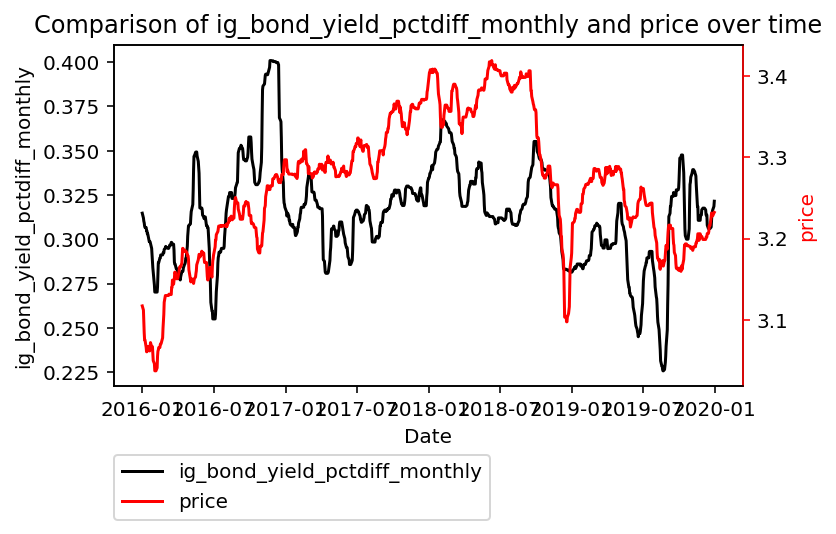 Comparison of ig_bond_yield_pctdiff_monthly and price over time
ig_bond_yield_pctdiff_monthly
0.400
0.375
0.350
0.325
0.300
0.275
0.250
0.225
3.4
3.3
3.2
3.1
price
2016-01 2016-07 2017-01 2017-07 2018-01 2018-07 2019-01 2019-07 2020-01
Date
ig_bond_yield_pctdiff_monthly
price